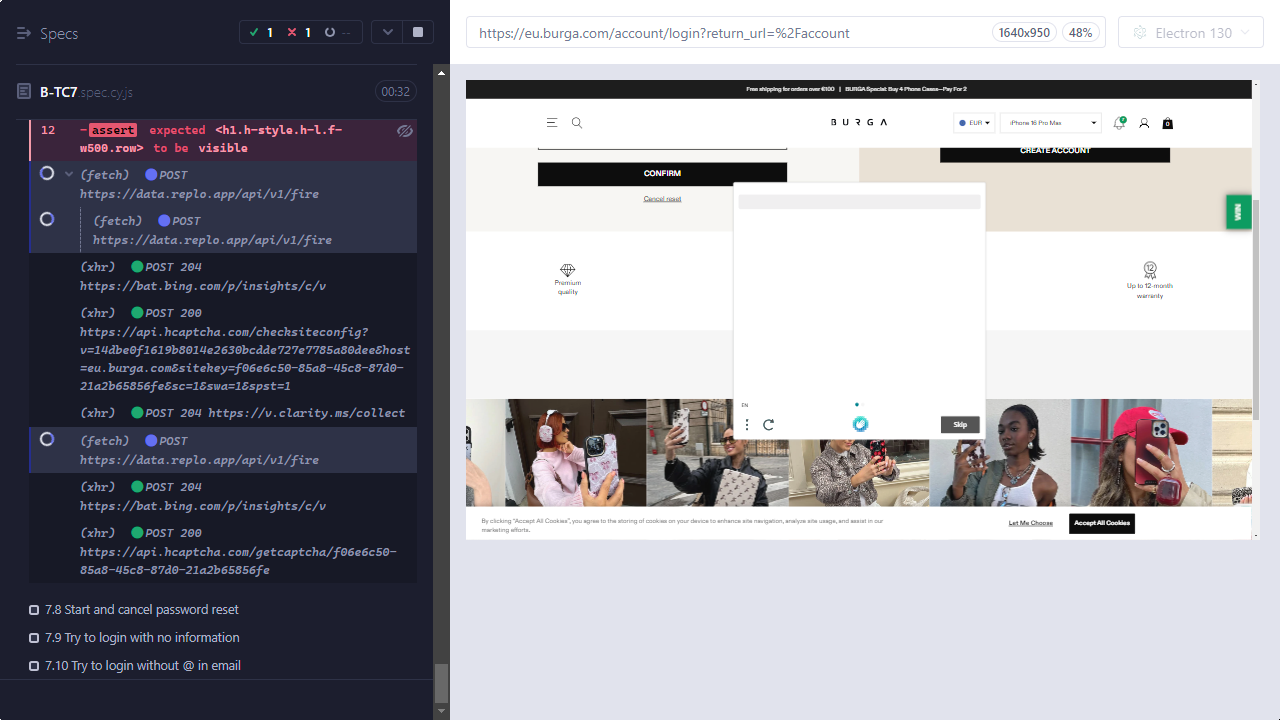 Specs
1
1
--
https://eu.burga.com/account/login?return_url=%2Faccount
1640x950
48%
Electron 130
B-TC7.spec.cy.js
00:32
12 -assert expected <h1.h-style.h-l.f-
w500.row> to be visible
(fetch) POST
https://data.replo.app/api/v1/fire
(fetch) POST
https://data.replo.app/api/v1/fire
(xhr) POST 204
https://bat.bing.com/p/insights/c/v
(xhr) POST 200
https://api.hcaptcha.com/checksiteconfig?
v=14dbe0f1619b8014e2630bcdde727e7785a80dee&host
=eu.burga.com&sitekey=f06e6c50-85a8-45c8-87d0-
21a2b65856fe&sc=1&swa=1&spst=1
(xhr) POST 204 https://v.clarity.ms/collect
(fetch) POST
https://data.replo.app/api/v1/fire
(xhr) POST 204
https://bat.bing.com/p/insights/c/v
(xhr) POST 200
https://api.hcaptcha.com/getcaptcha/f06e6c50-
85a8-45c8-87d0-21a2b65856fe
7.8 Start and cancel password reset
7.9 Try to login with no information
7.10 Try to login without @ in email
Free shipping for orders over €100 | BURGA Special: Buy 4 Phone Cases—Pay For 2
BURGA
EUR
iPhone 16 Pro Max
0
CREATE ACCOUNT
CONFIRM
Cancel reset
Premium
quality
12
Up to 12-month
warranty
EN
Skip
By clicking "Accept All Cookies", you agree to the storing of cookies on your device to enhance site navigation, analyze site usage, and assist in our
marketing efforts.
Let Me Choose
Accept All Cookies